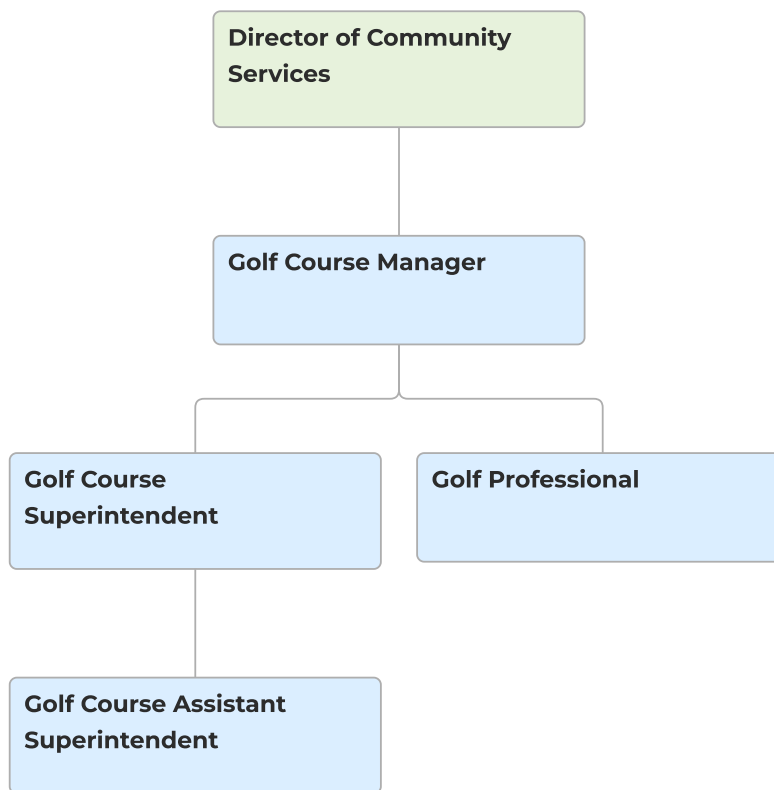 Director of Community
Services
Golf Course Manager
Golf Course
Superintendent
Golf Professional
Golf Course Assistant
Superintendent